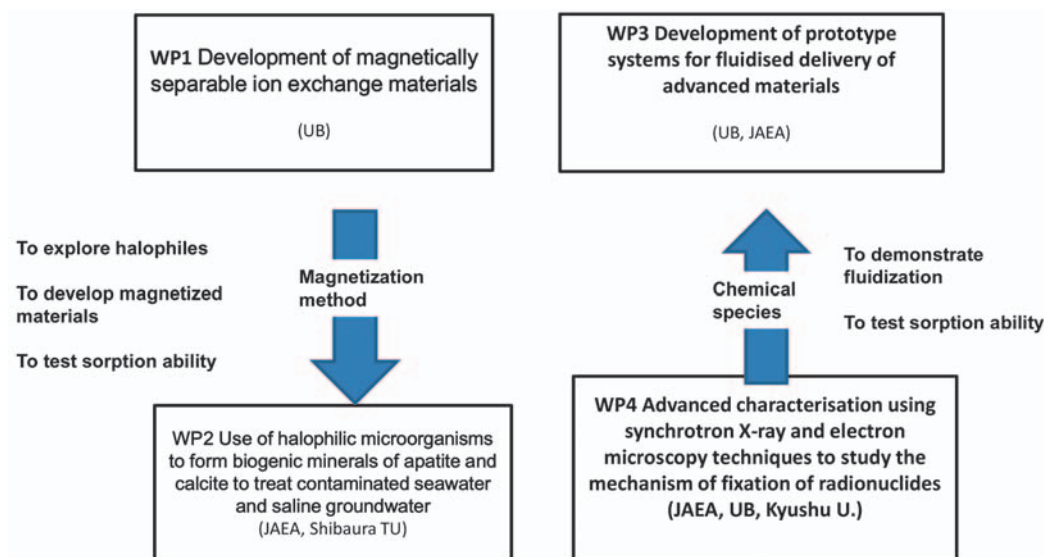 WP1 Development of magnetically
separable ion exchange materials
(UB)
WP3 Development of prototype
systems for fluidised delivery of
advanced materials
(UB, JAEA)
To explore halophiles
To develop magnetized
materials
To test sorption ability
Magnetization
method
Chemical
species
To demonstrate
fluidization
To test sorption ability
WP2 Use of halophilic microorganisms
to form biogenic minerals of apatite and
calcite to treat contaminated seawater
and saline groundwater
(JAEA, Shibaura TU)
WP4 Advanced characterisation using
synchrotron X-ray and electron
microscopy techniques to study the
mechanism of fixation of radionuclides
(JAEA, UB, Kyushu U.)